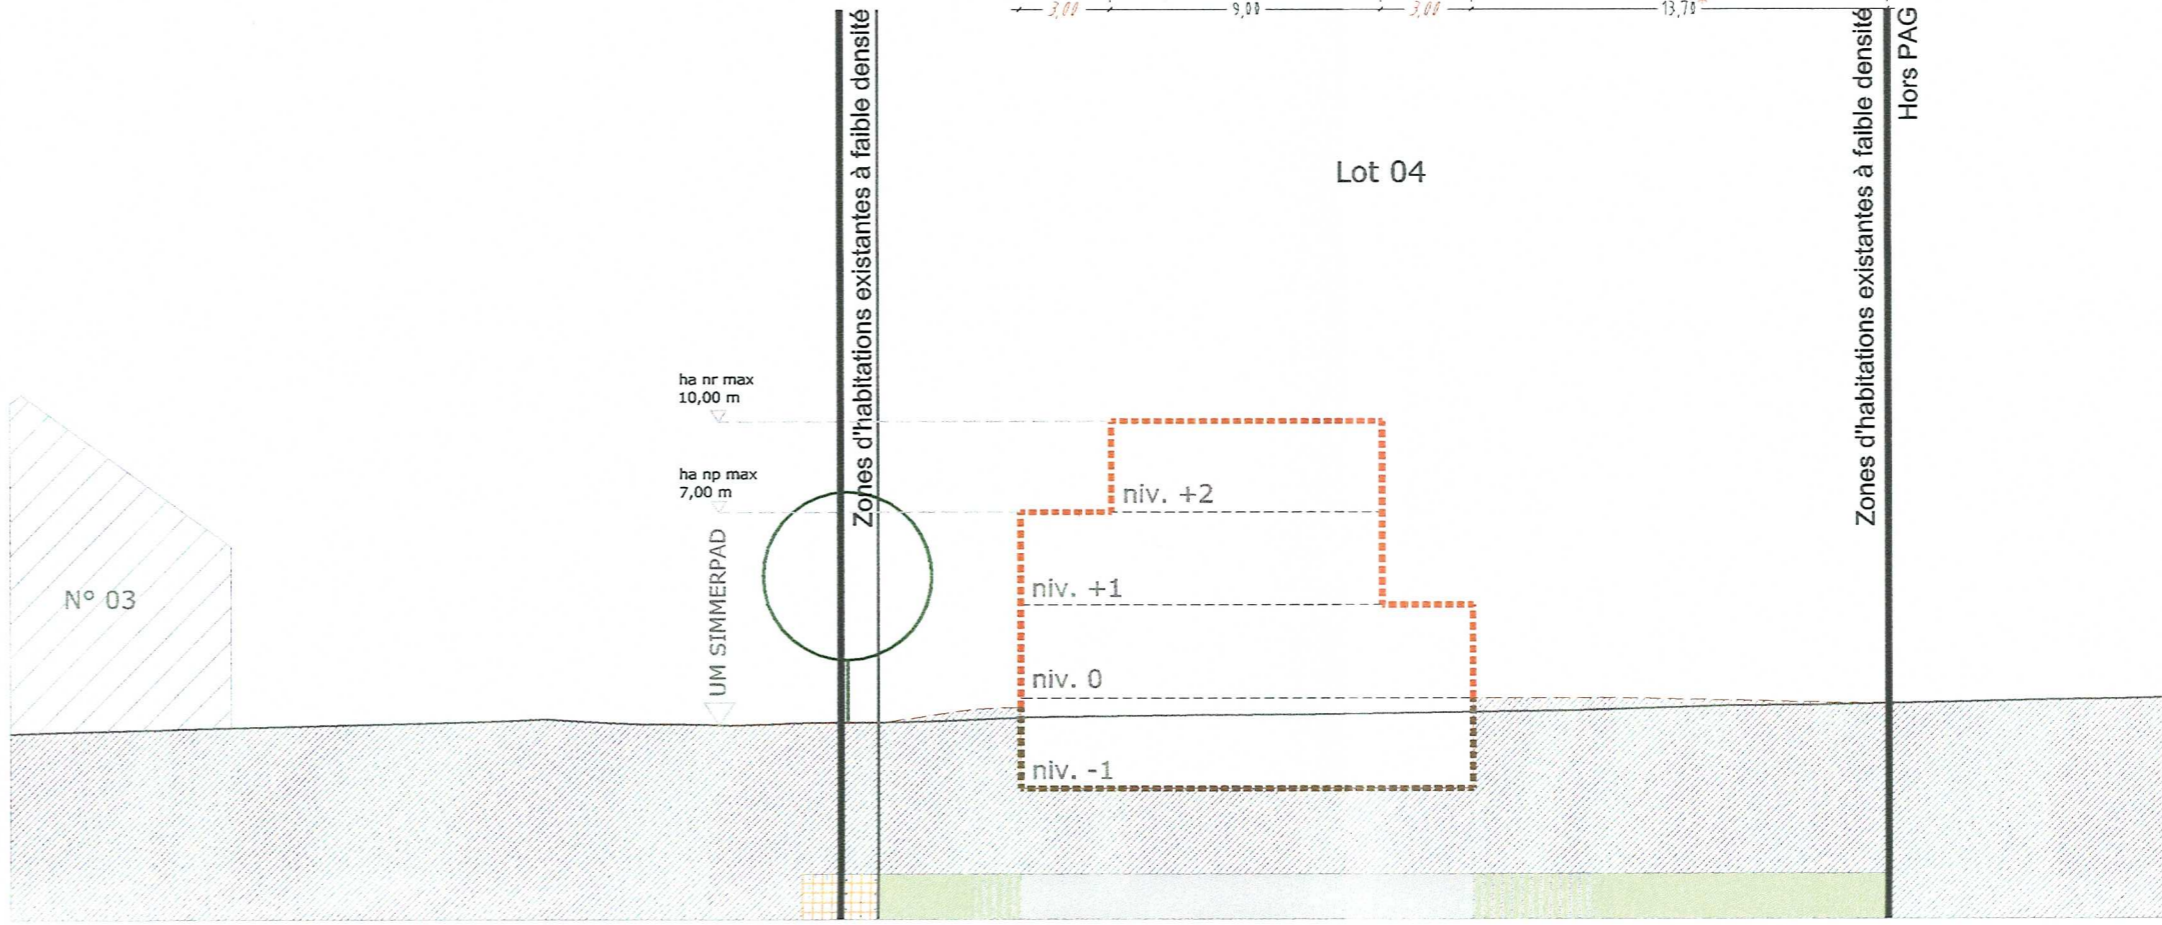 3,00
9,00
3,00
13,70
Zones d'habitations existantes à faible densité
Zones d'habitations existantes à faible densité
Hors PAG
Lot 04
ha nr max
10,00 m
ha np max
7,00 m
niv. +2
UM SIMMERPAD
niv. +1
N° 03
niv. 0
niv. -1